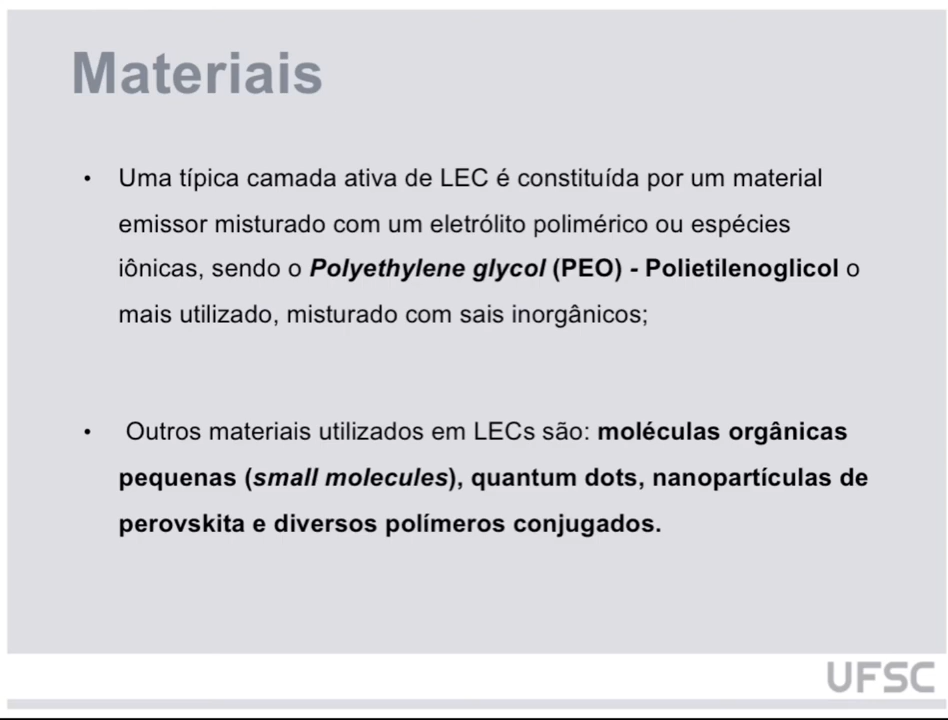 Materiais
• Uma típica camada ativa de LEC é constituída por um material
emissor misturado com um eletrólito polimérico ou espécies
iônicas, sendo o Polyethylene glycol (PEO) - Polietilenoglicol o
mais utilizado, misturado com sais inorgânicos;
• Outros materiais utilizados em LECs são: moléculas orgânicas
pequenas (small molecules), quantum dots, nanopartículas de
perovskita e diversos polímeros conjugados.
UFSC